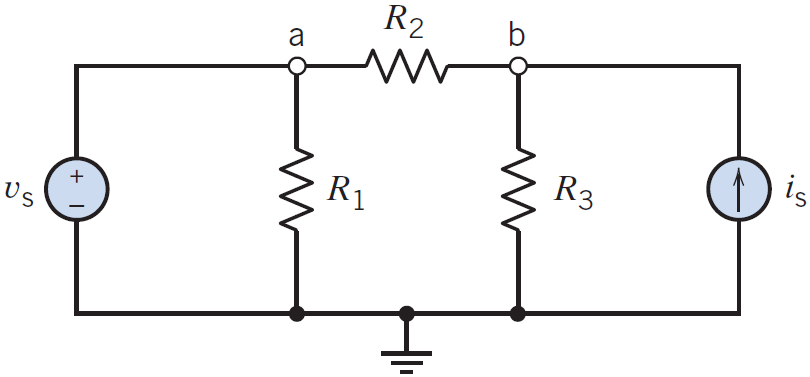 R₂
a
b
vₛ
+
−
R₁
R₃
iₛ